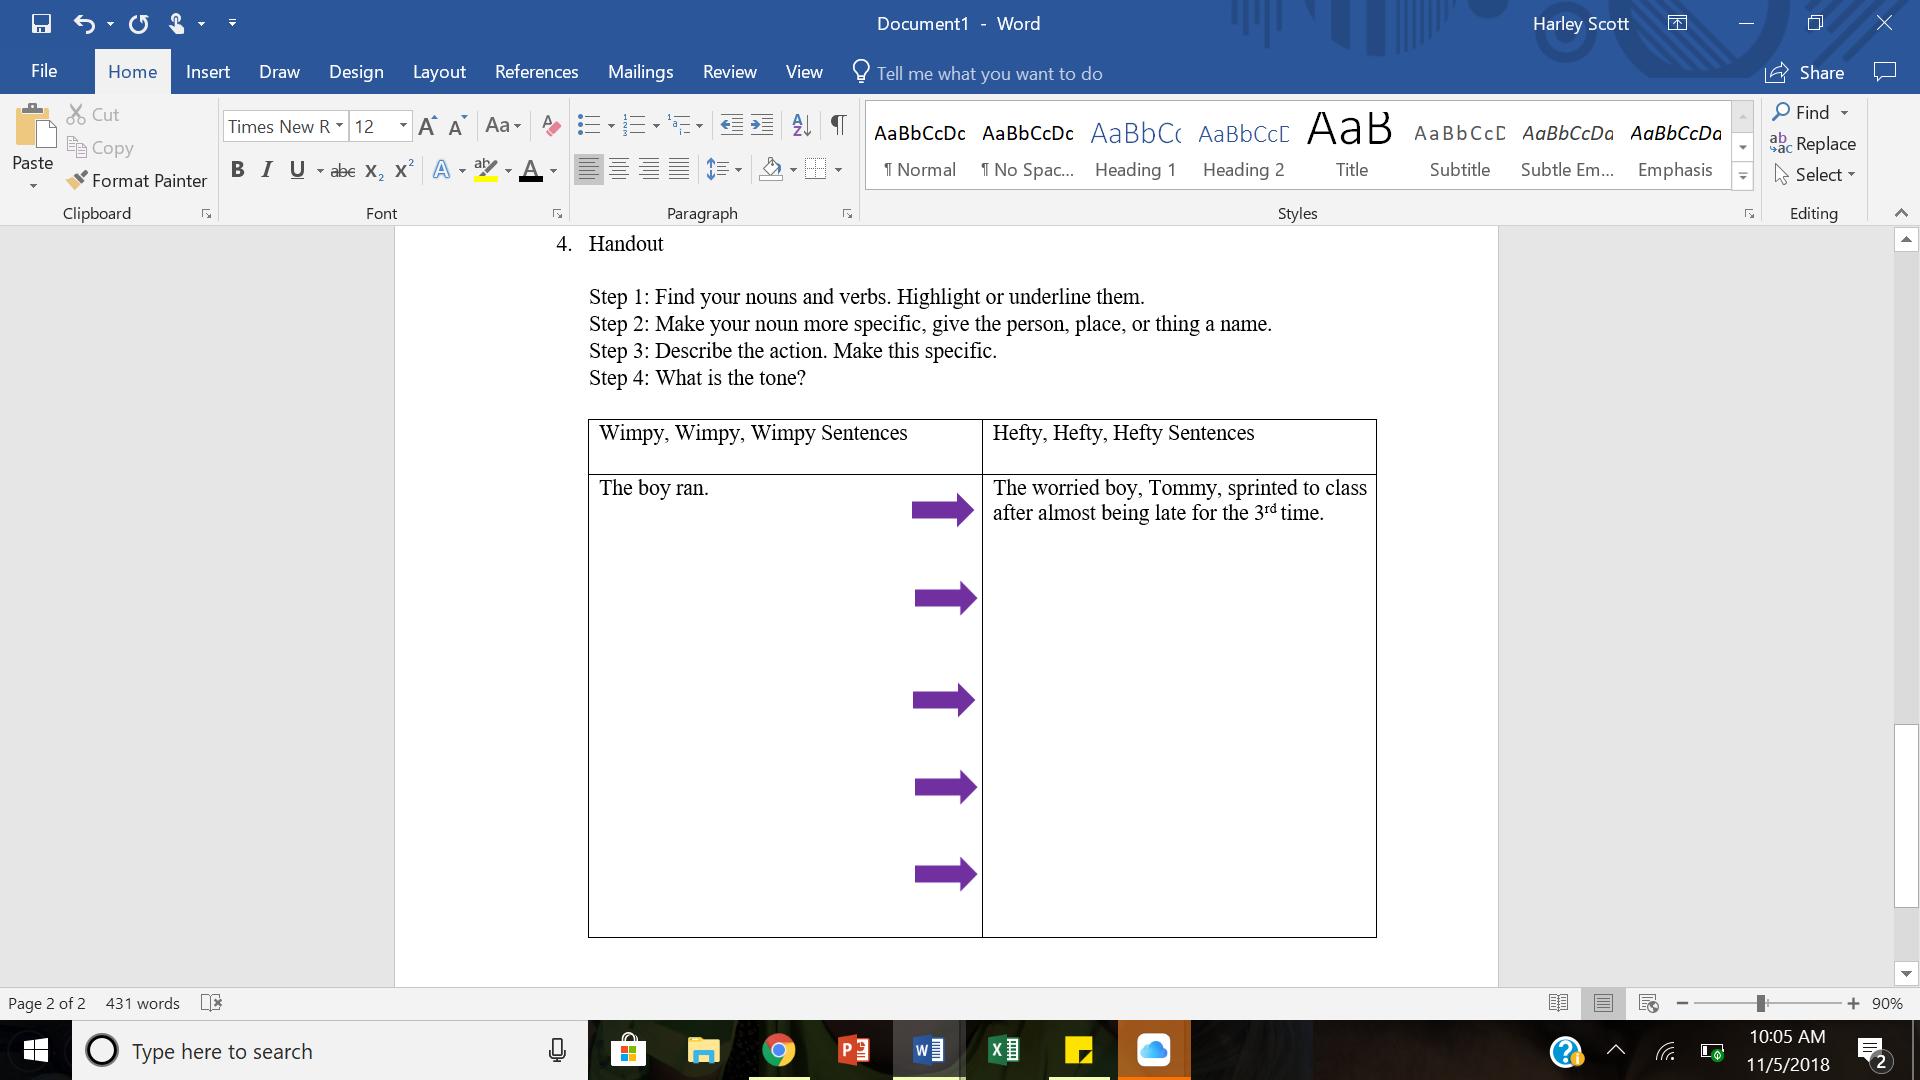 Document1 - Word
Harley Scott
File Home Insert Draw Design Layout References Mailings Review View Tell me what you want to do Share
Paste
Cut
Copy
Format Painter
Clipboard
Times New R 12
Aa
B I U abc X₂ X²
Font
Paragraph
AaBbCcDc AaBbCcDc AaBbCc AaBbCcE AaB AaBbCcD AaBbCcDd AaBbCcDd
¶ Normal ¶ No Spac... Heading 1 Heading 2 Title Subtitle Subtle Em... Emphasis
Styles
Find
Replace
Select
Editing
4. Handout
Step 1: Find your nouns and verbs. Highlight or underline them.
Step 2: Make your noun more specific, give the person, place, or thing a name.
Step 3: Describe the action. Make this specific.
Step 4: What is the tone?
Wimpy, Wimpy, Wimpy Sentences
Hefty, Hefty, Hefty Sentences
The boy ran.
The worried boy, Tommy, sprinted to class
after almost being late for the 3rd time.
Page 2 of 2 431 words
90%
Type here to search
10:05 AM
11/5/2018
2